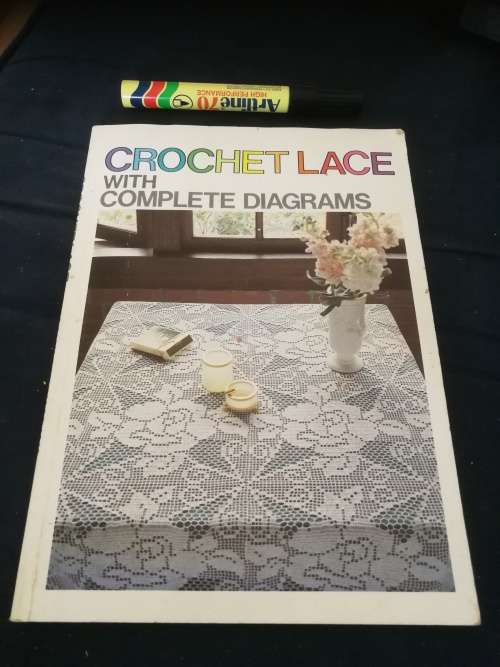 Artline 70
HIGH PERFORMANCE
CROCHET LACE
WITH
COMPLETE DIAGRAMS